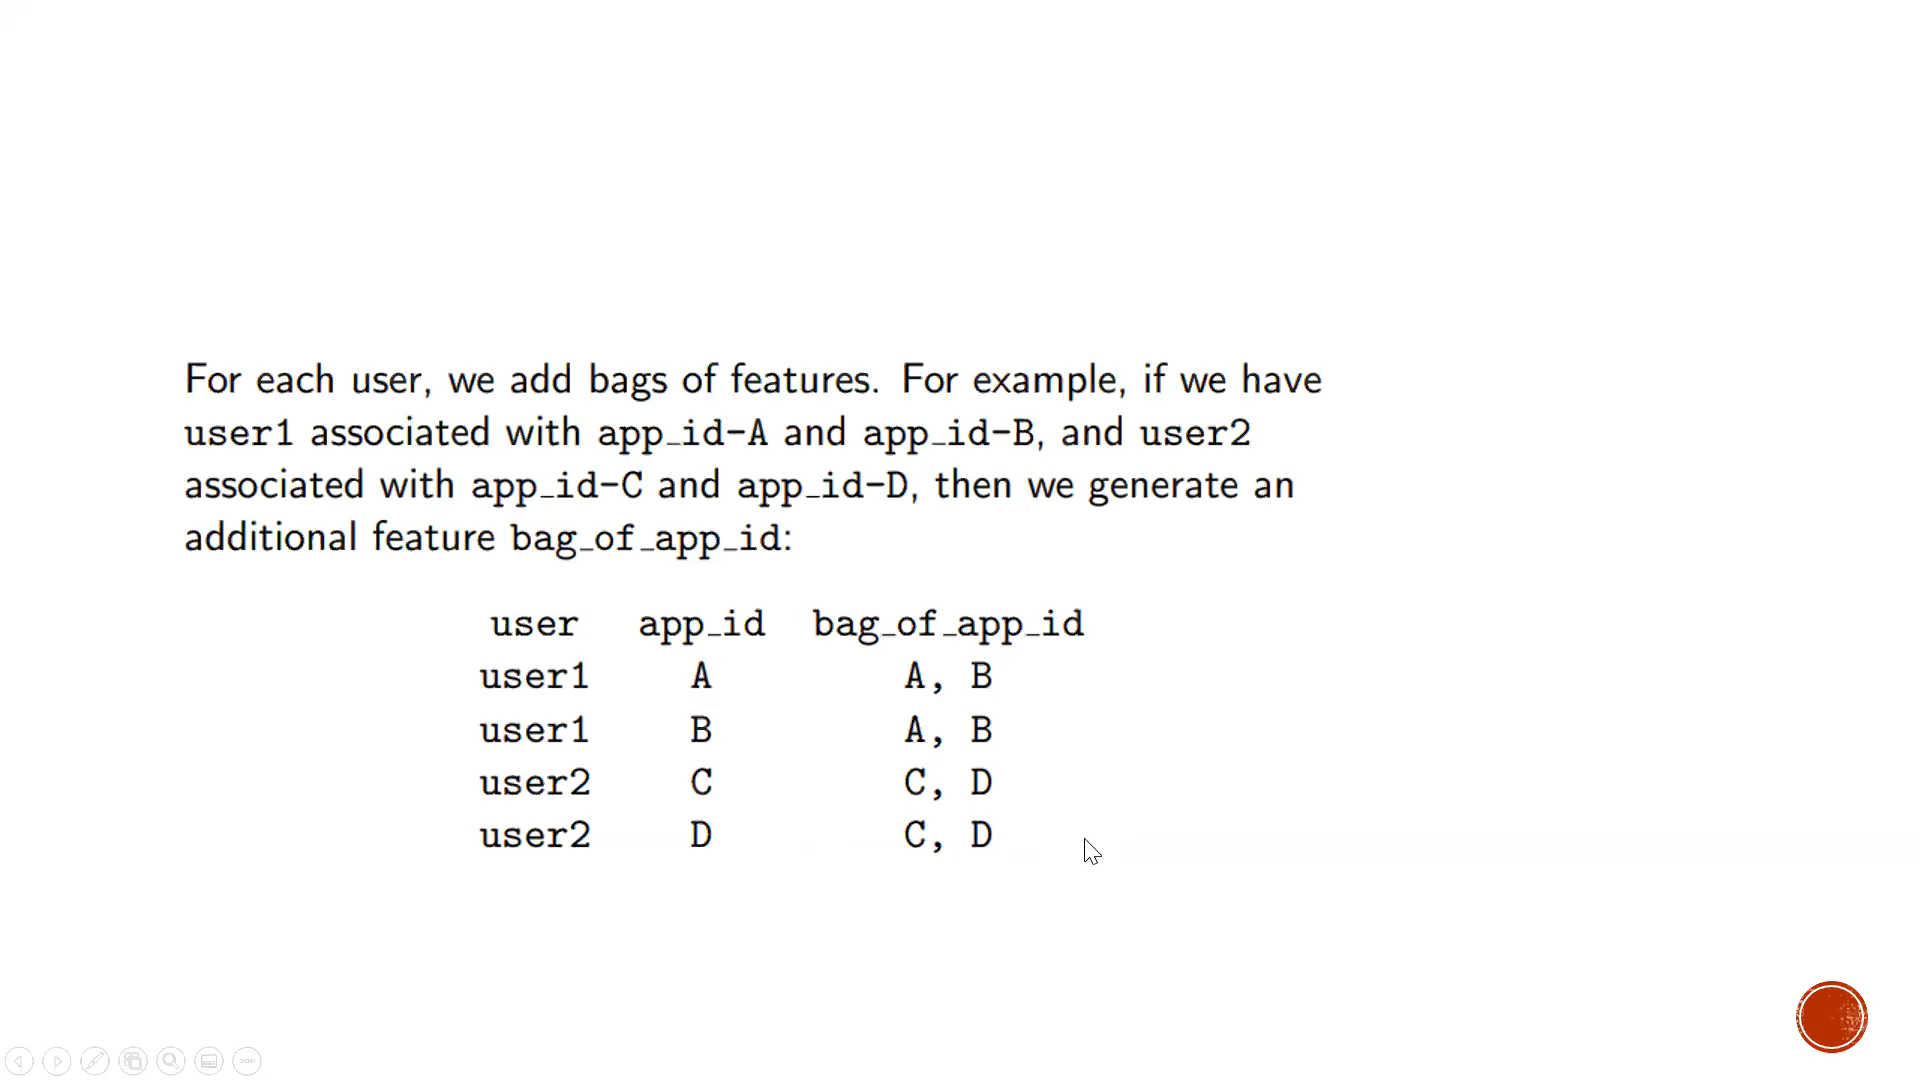 For each user, we add bags of features. For example, if we have
user1 associated with app_id-A and app_id-B, and user2
associated with app_id-C and app_id-D, then we generate an
additional feature bag_of_app_id:
user app_id bag_of_app_id
user1 A A, B
user1 B A, B
user2 C C, D
user2 D C, D